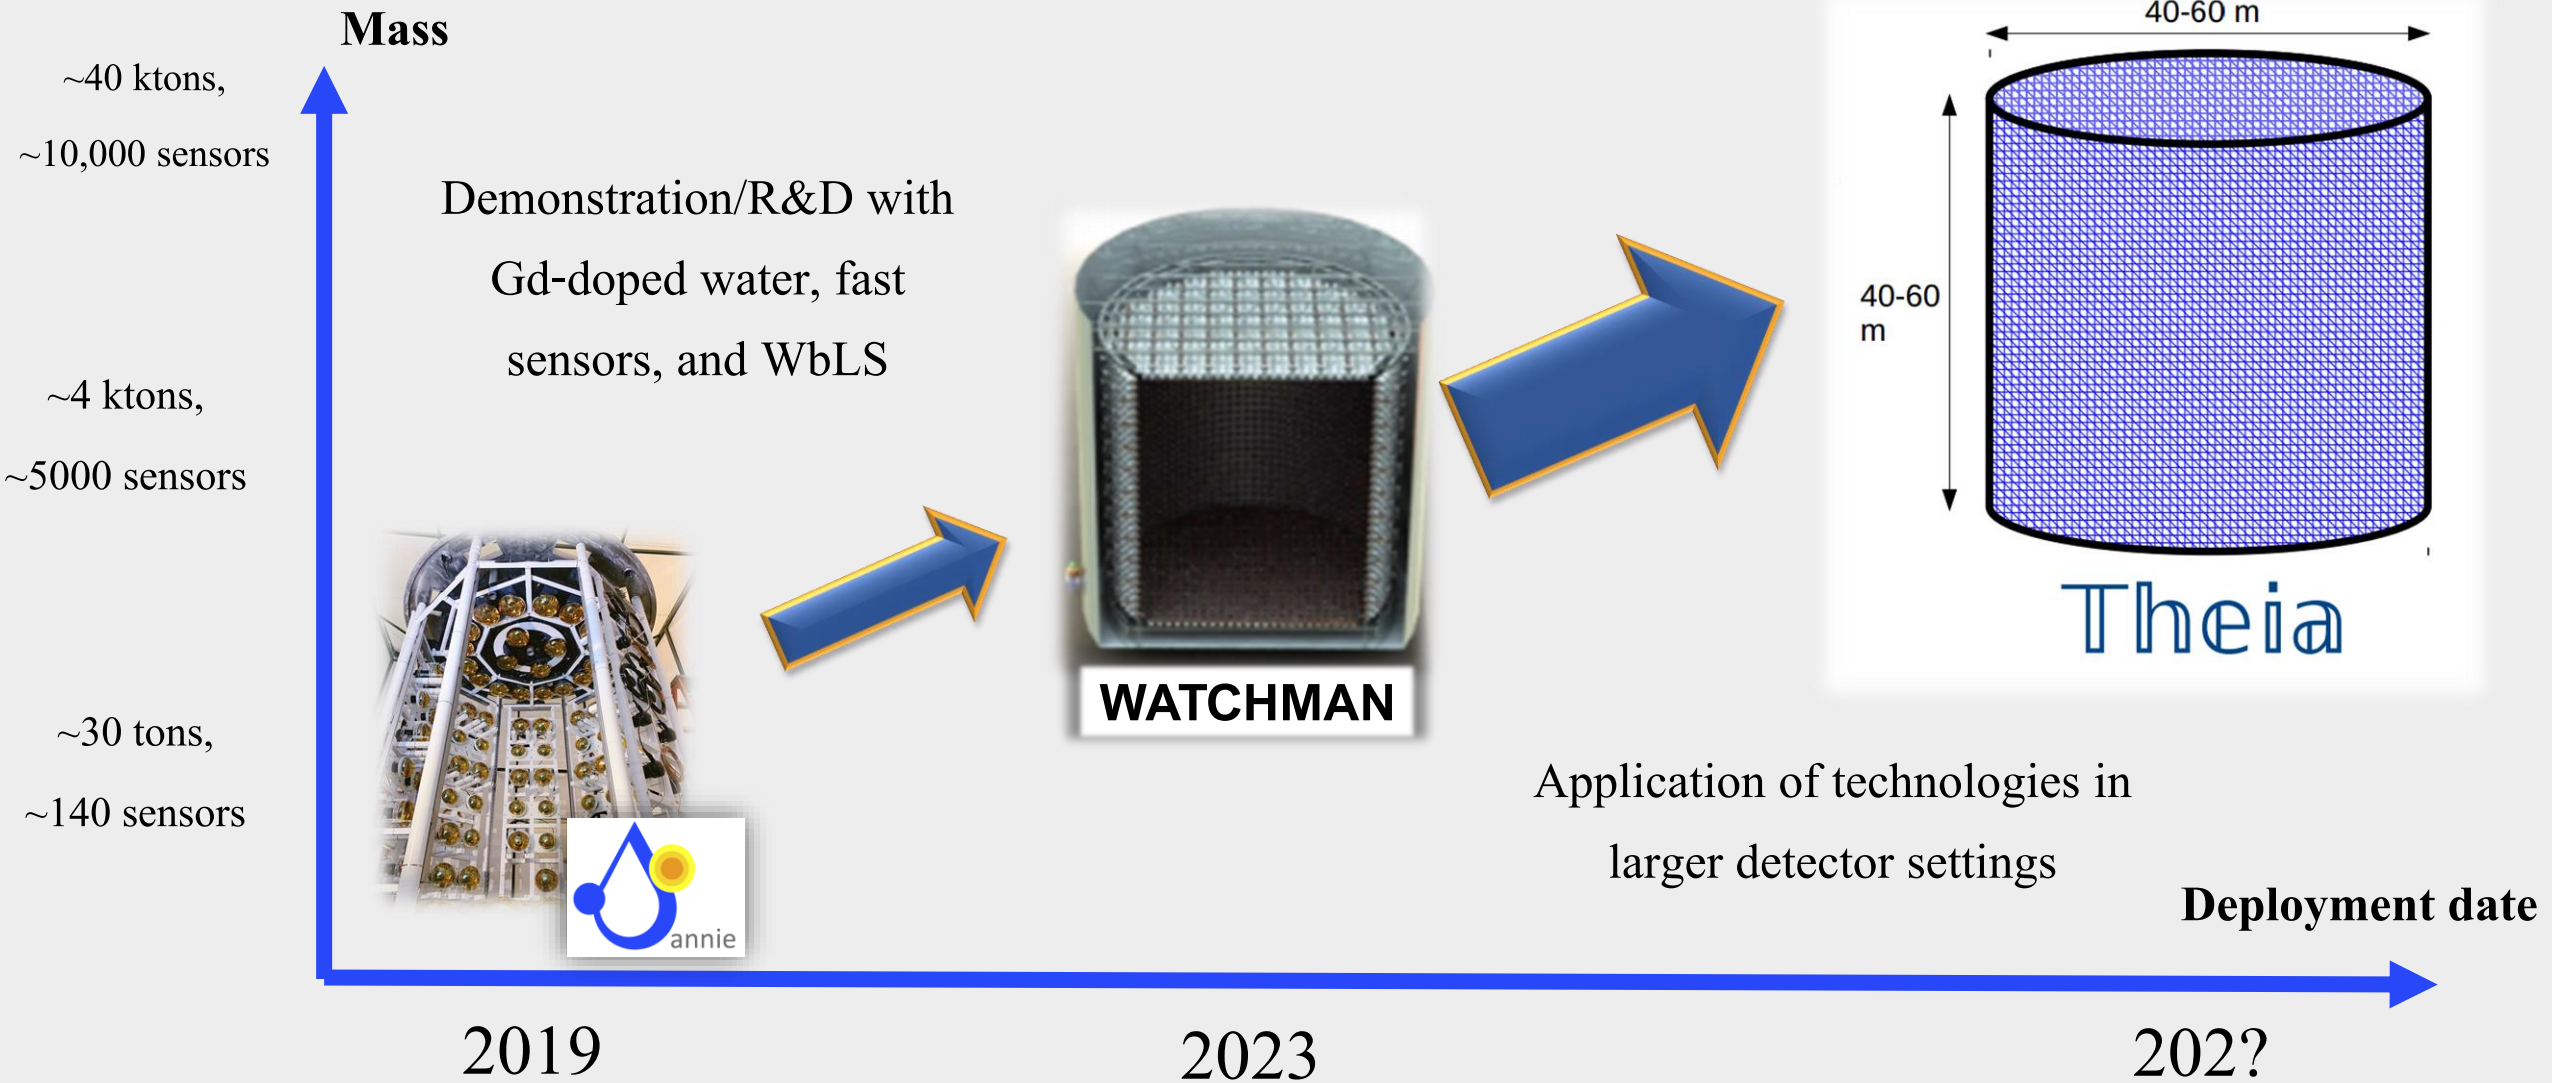 Mass
~40 ktons,
~10,000 sensors
~4 ktons,
~5000 sensors
~30 tons,
~140 sensors
Demonstration/R&D with
Gd-doped water, fast
sensors, and WbLS
annie
WATCHMAN
40-60 m
40-60
m
Theia
Application of technologies in
larger detector settings
Deployment date
2019
2023
202?